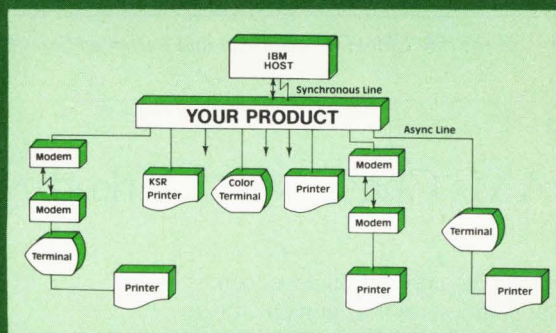 IBM
HOST
Synchronous Line
YOUR PRODUCT
Async Line
Modem
KSR
Printer
Color
Terminal
Printer
Modem
Modem
Modem
Terminal
Terminal
Printer
Printer
Printer